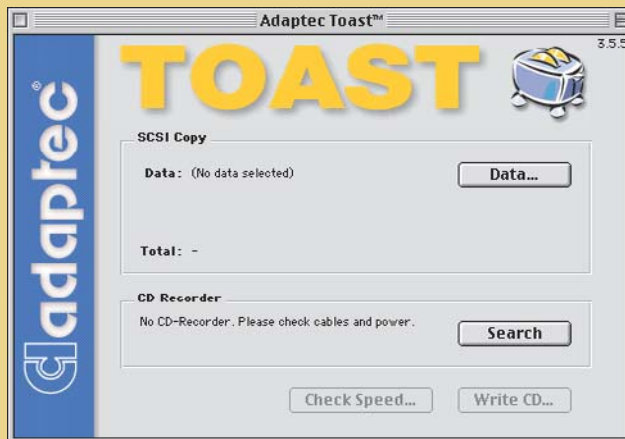 Adaptec Toast™
3.5.5
TOAST
adaptec®
SCSI Copy
Data: (No data selected)
Data...
Total: -
CD Recorder
No CD-Recorder. Please check cables and power.
Search
Check Speed...
Write CD...